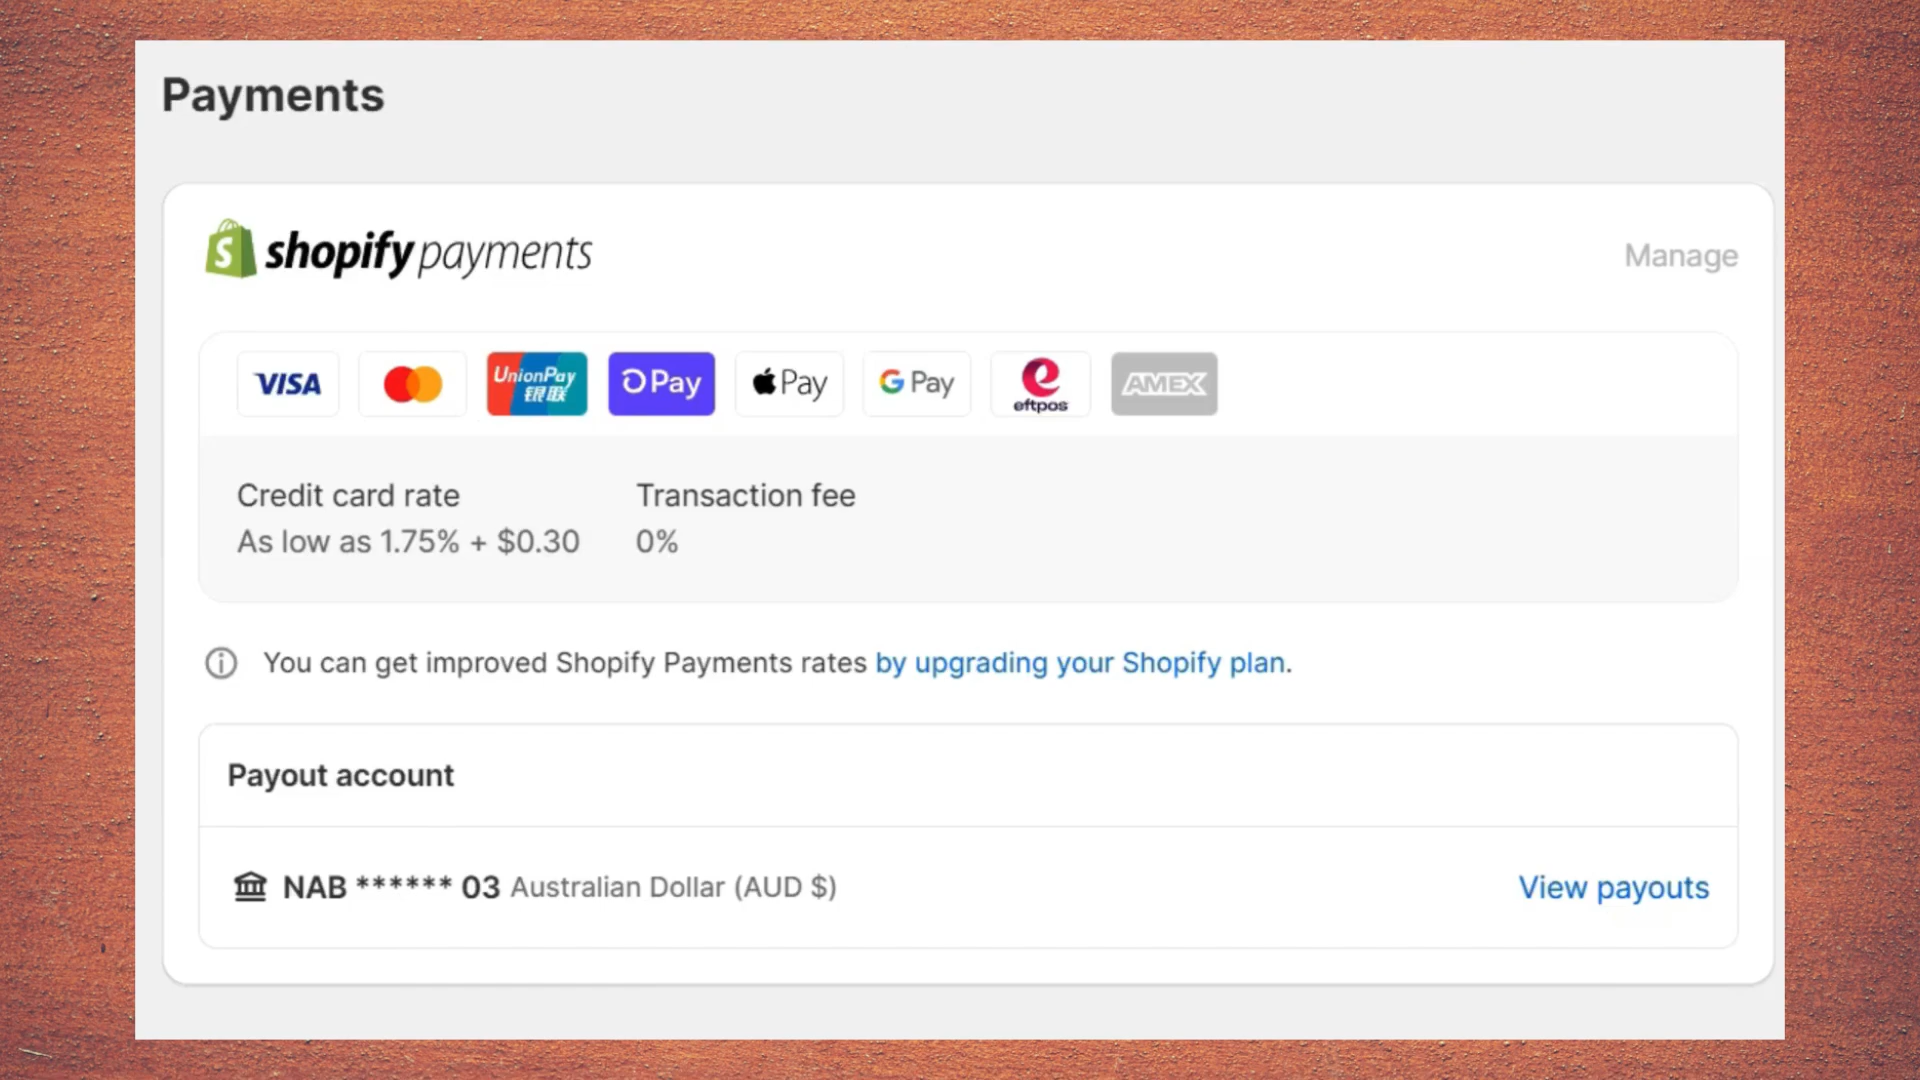 Payments
shopify payments
Manage
VISA
UnionPay
银联
Pay
Pay
G Pay
eftpos
AMEX
Credit card rate
Transaction fee
As low as 1.75% + $0.30
0%
You can get improved Shopify Payments rates by upgrading your Shopify plan.
Payout account
NAB ****** 03 Australian Dollar (AUD $)
View payouts